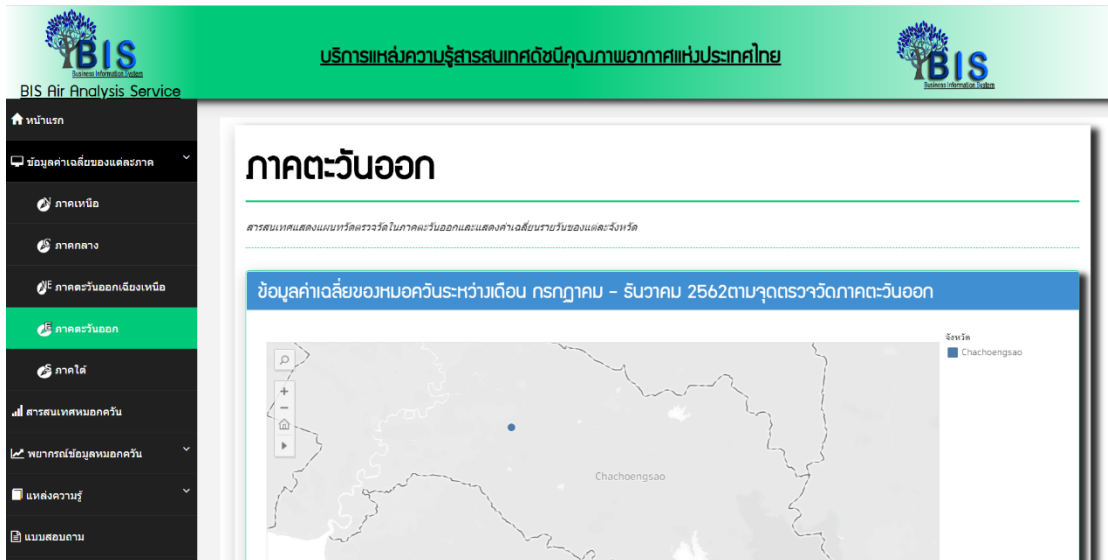 BIS
Business Information System
BIS Air Analysis Service
บริการแหล่งความรู้สารสนเทศดัชนีคุณภาพอากาศแห่งประเทศไทย
BIS
Business Information System
หน้าแรก
ข้อมูลค่าเฉลี่ยของแต่ละภาค
ภาคเหนือ
ภาคกลาง
ภาคตะวันออกเฉียงเหนือ
ภาคตะวันออก
ภาคใต้
สารสนเทศหมอกควัน
พยากรณ์ข้อมูลหมอกควัน
แหล่งความรู้
แบบสอบถาม
ภาคตะวันออก
สารสนเทศแสดงแผนทวัดตรวจวัดในภาคตะวันออกและแสดงค่าเฉลี่ยนรายวันของแต่ละจังหวัด
ข้อมูลค่าเฉลี่ยของหมอควันระหว่างเดือน กรกฎาคม - ธันวาคม 2562ตามจุดตรวจวัดภาคตะวันออก
จังหวัด
Chachoengsao
Chachoengsao